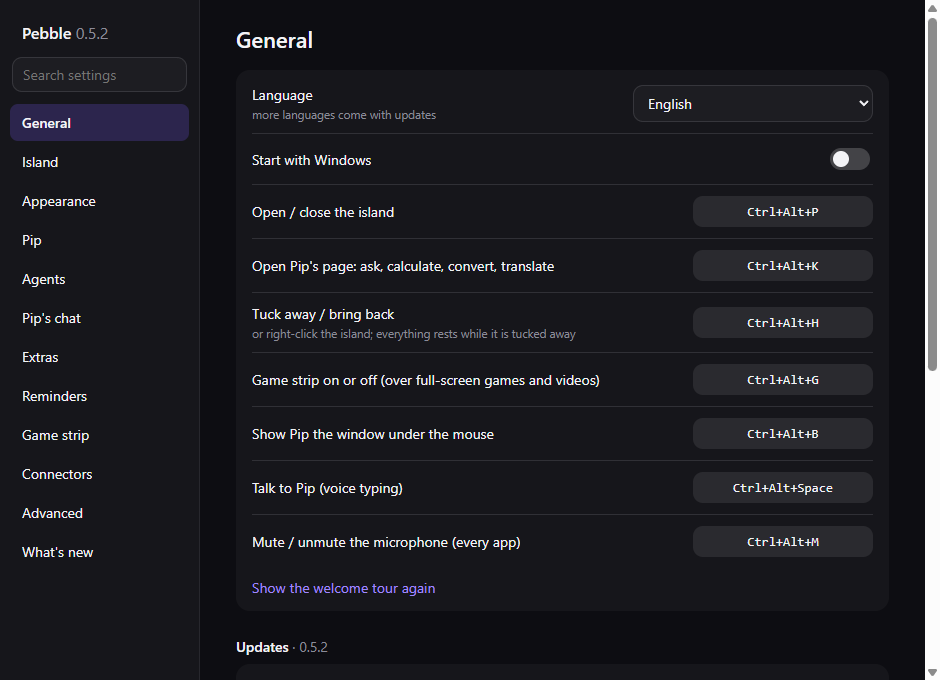 Pebble 0.5.2
Search settings
General
Island
Appearance
Pip
Agents
Pip's chat
Extras
Reminders
Game strip
Connectors
Advanced
What's new
General
Language
more languages come with updates
English
Start with Windows
Open / close the island
Ctrl+Alt+P
Open Pip's page: ask, calculate, convert, translate
Ctrl+Alt+K
Tuck away / bring back
or right-click the island; everything rests while it is tucked away
Ctrl+Alt+H
Game strip on or off (over full-screen games and videos)
Ctrl+Alt+G
Show Pip the window under the mouse
Ctrl+Alt+B
Talk to Pip (voice typing)
Ctrl+Alt+Space
Mute / unmute the microphone (every app)
Ctrl+Alt+M
Show the welcome tour again
Updates · 0.5.2